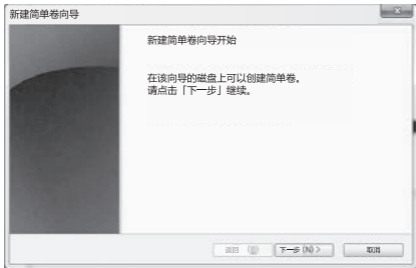 新建简单卷向导
新建简单卷向导开始
在该向导的磁盘上可以创建简单卷。
请点击「下一步」继续。
返回
下一步 (N) >
取消